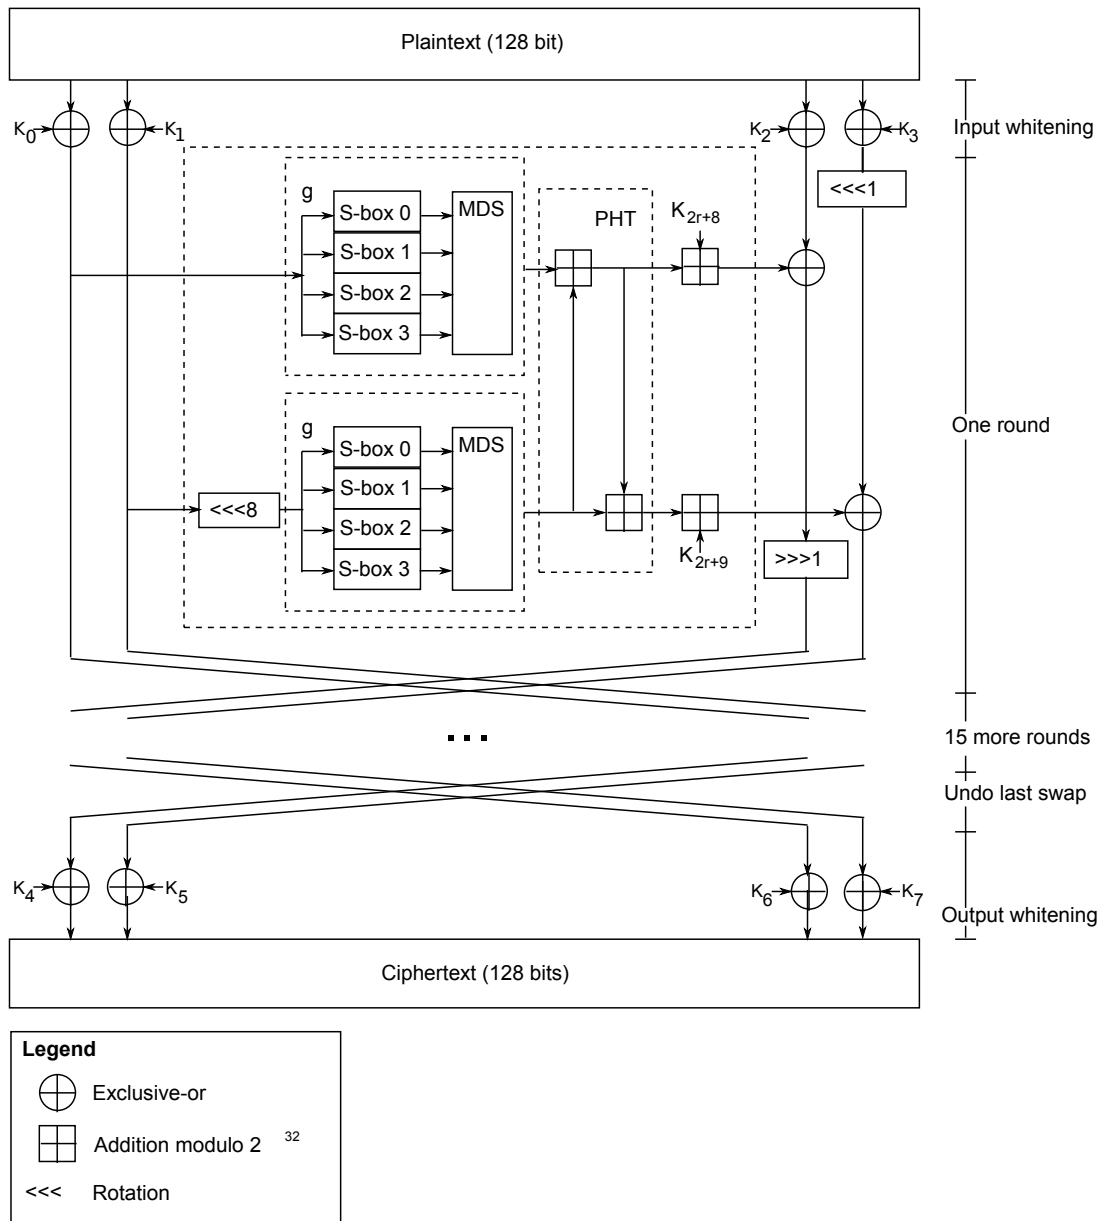 Plaintext (128 bit)
K0
K1
K2
K3
Input whitening
<<<1
g
S-box 0
S-box 1
S-box 2
S-box 3
MDS
PHT
K2r+8
One round
g
S-box 0
S-box 1
S-box 2
S-box 3
MDS
<<<8
K2r+9
>>>1
...
15 more rounds
Undo last swap
K4
K5
K6
K7
Output whitening
Ciphertext (128 bits)
Legend
Exclusive-or
Addition modulo 2 32
<<< Rotation